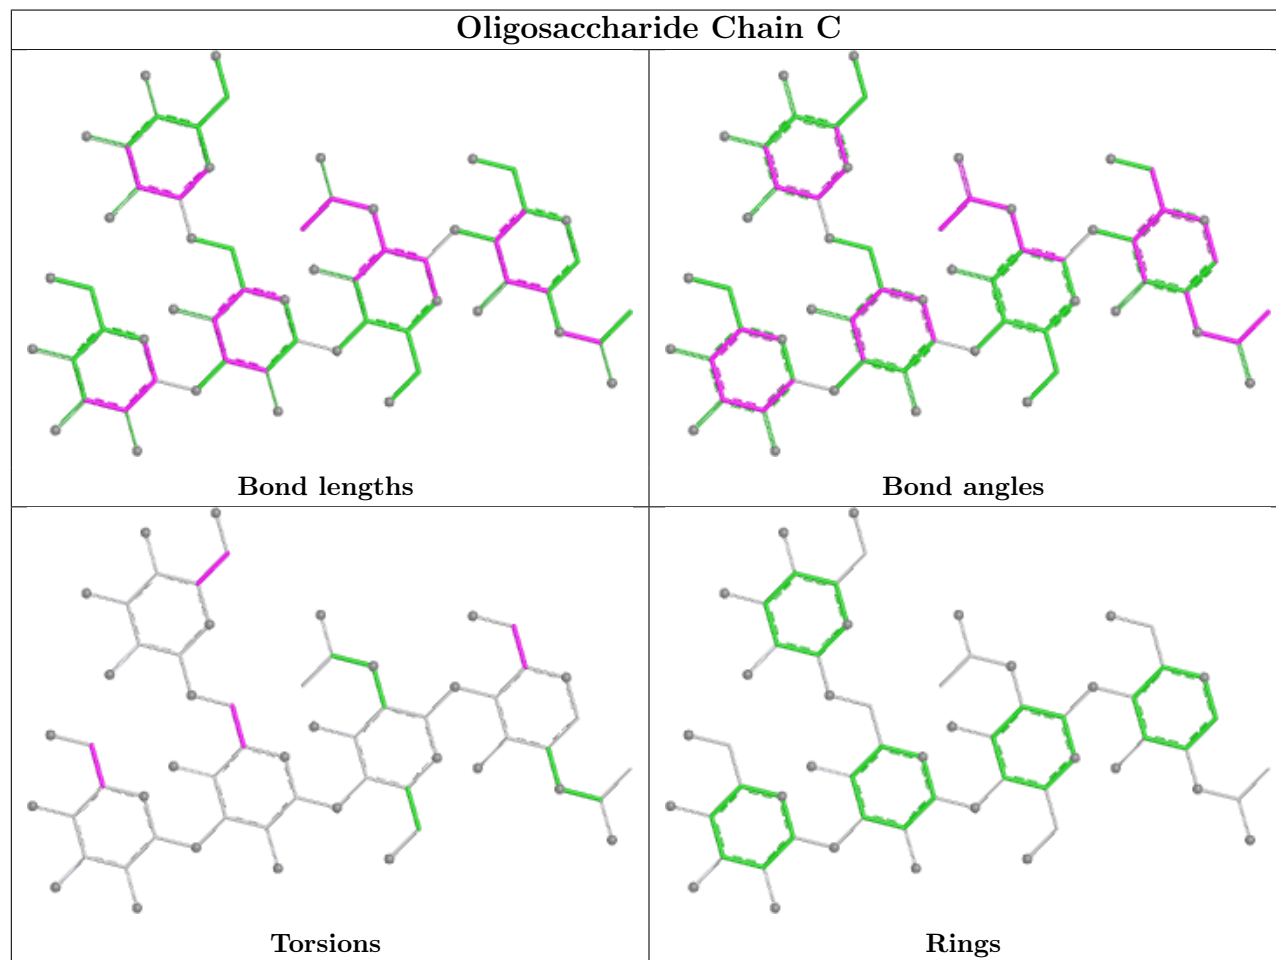 Oligosaccharide Chain C
Bond lengths
Bond angles
Torsions
Rings